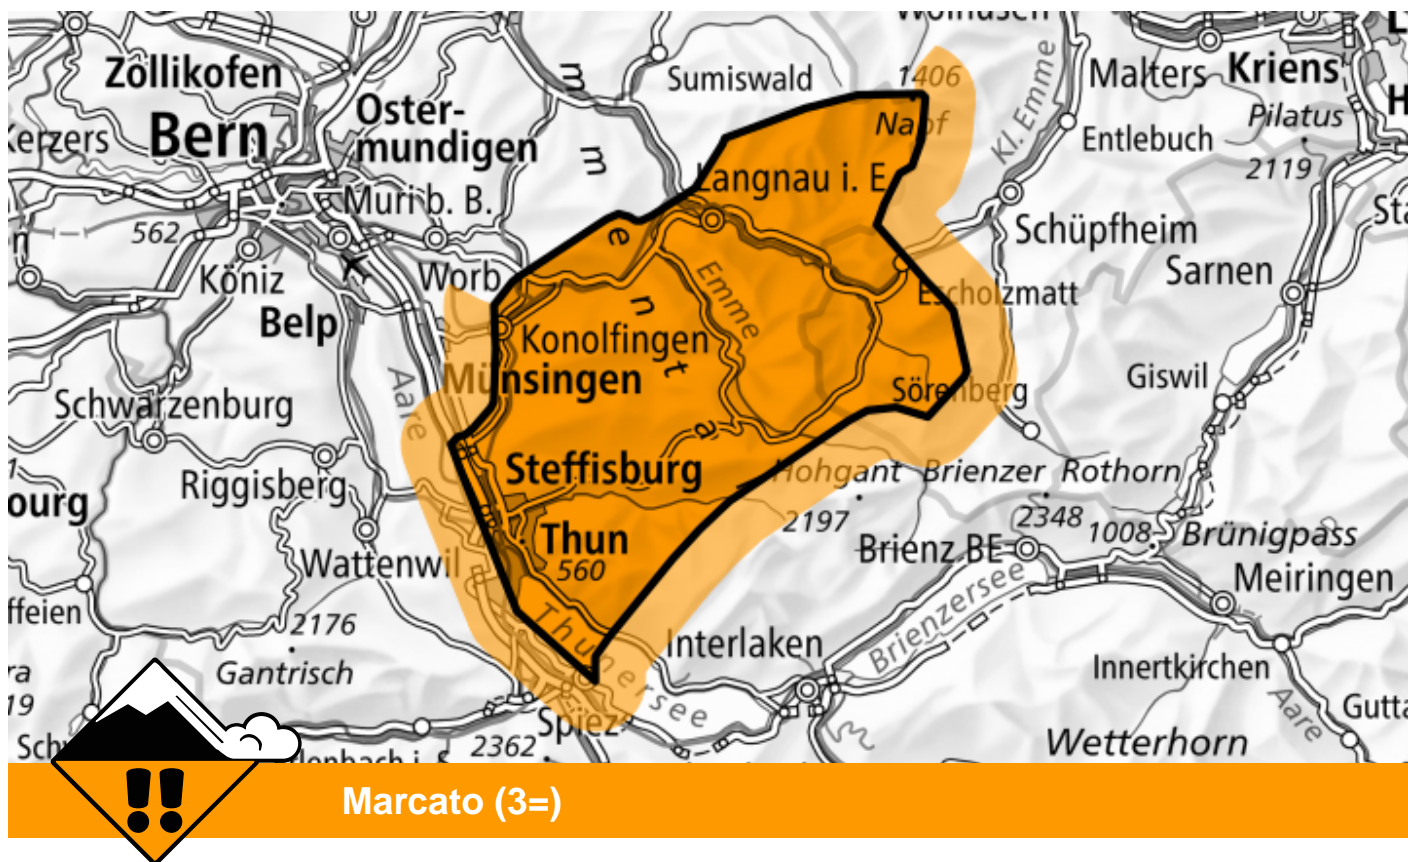 Wolhusen
Zollikofen
Sumiswald
1406
Malters
Kriens
Oster-
mundigen
Bern
Kerzers
Napf
Kl. Emme
Entlebuch
Pilatus
2119
Langnau i. E.
Muri b. B.
562
Köniz
Worb
Schüpfheim
Sarnen
Belp
Emme
Escholzmatt
Konolfingen
Münsingen
Emmental
Aare
Schwarzenburg
Sörenberg
Giswil
Riggisberg
Steffisburg
Hohgant
Brienzer Rothorn
2197
2348
1008
Brünigpass
Thun
560
Wattenwil
Brienz BE
Brienzersee
Meiringen
2176
Gantrisch
Thunersee
Interlaken
Innertkirchen
Aare
Spiez
2362
Wetterhorn
Marcato (3=)